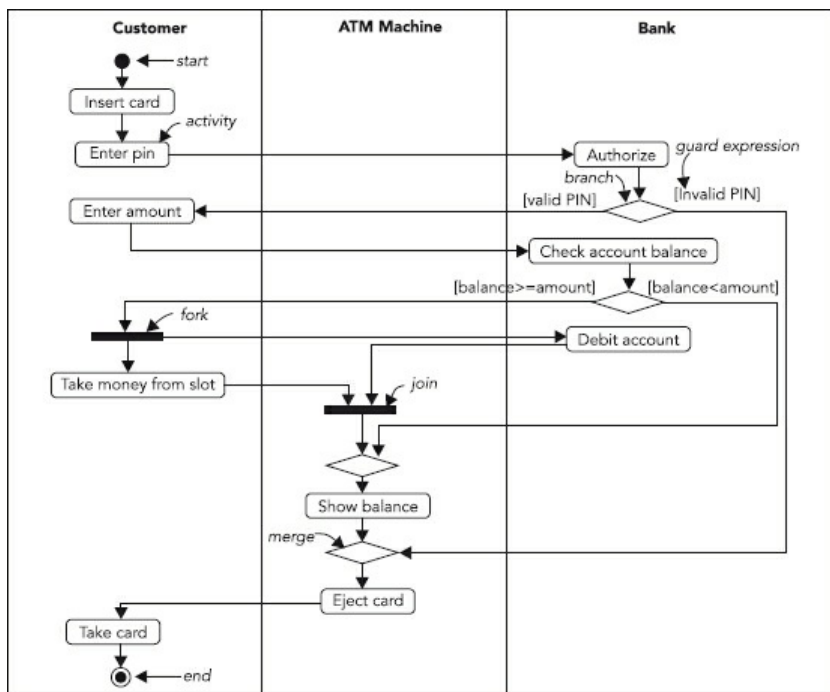 Customer
ATM Machine
Bank
start
Insert card
activity
Enter pin
Authorize
guard expression
branch
[valid PIN]
[Invalid PIN]
Enter amount
Check account balance
[balance>=amount]
[balance<amount]
fork
Debit account
Take money from slot
join
Show balance
merge
Eject card
Take card
end